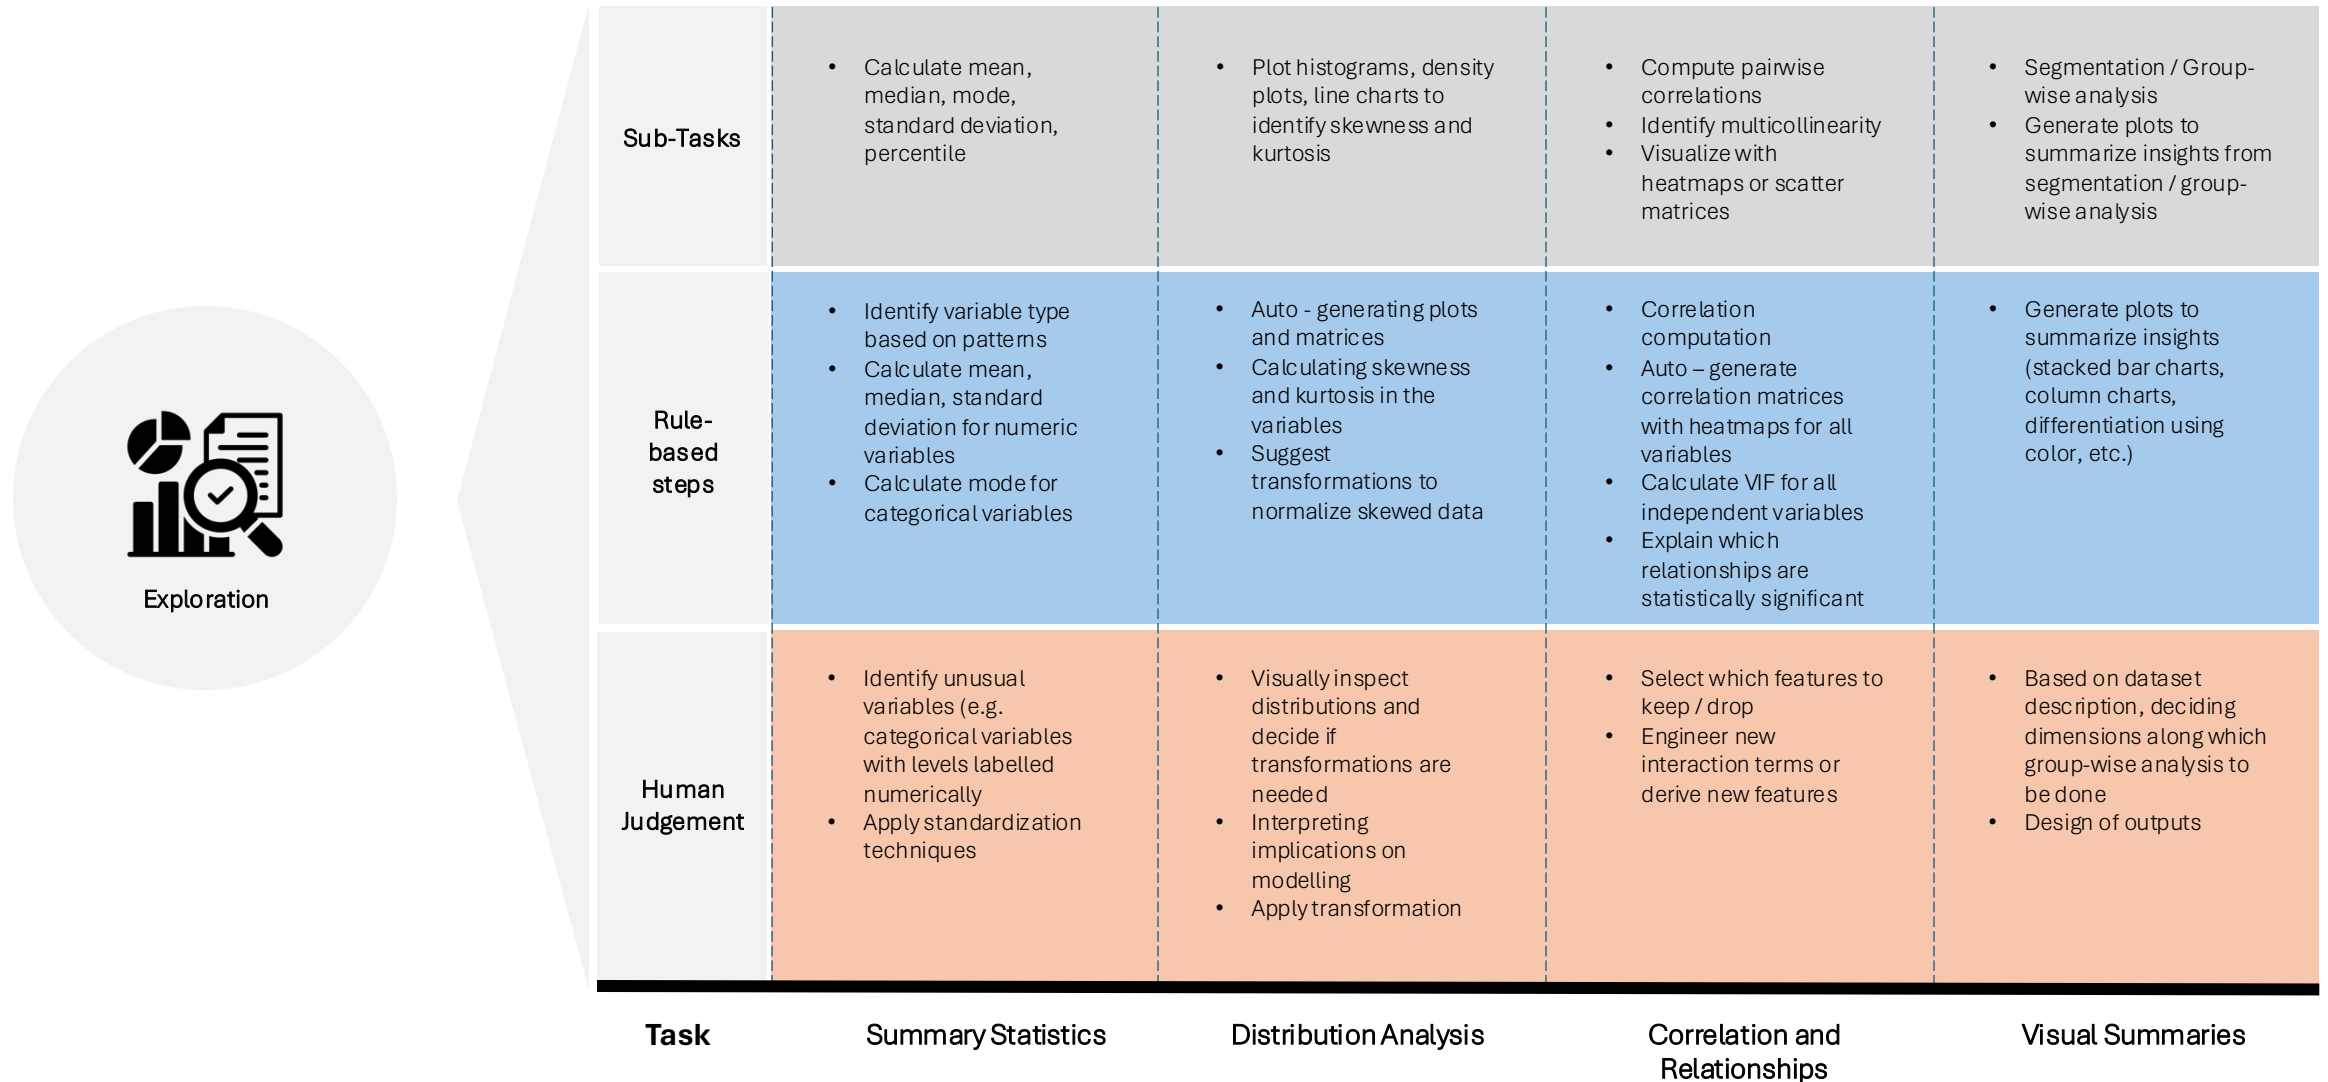 Exploration
Sub-Tasks
• Calculate mean,
median, mode,
standard deviation,
percentile
• Plot histograms, density
plots, line charts to
identify skewness and
kurtosis
• Compute pairwise
correlations
• Identify multicollinearity
• Visualize with
heatmaps or scatter
matrices
• Segmentation / Group-
wise analysis
• Generate plots to
summarize insights from
segmentation / group-
wise analysis
Rule-
based
steps
• Identify variable type
based on patterns
• Calculate mean,
median, standard
deviation for numeric
variables
• Calculate mode for
categorical variables
• Auto - generating plots
and matrices
• Calculating skewness
and kurtosis in the
variables
• Suggest
transformations to
normalize skewed data
• Correlation
computation
• Auto – generate
correlation matrices
with heatmaps for all
variables
• Calculate VIF for all
independent variables
• Explain which
relationships are
statistically significant
• Generate plots to
summarize insights
(stacked bar charts,
column charts,
differentiation using
color, etc.)
Human
Judgement
• Identify unusual
variables (e.g.
categorical variables
with levels labelled
numerically
• Apply standardization
techniques
• Visually inspect
distributions and
decide if
transformations are
needed
• Interpreting
implications on
modelling
• Apply transformation
• Select which features to
keep / drop
• Engineer new
interaction terms or
derive new features
• Based on dataset
description, deciding
dimensions along which
group-wise analysis to
be done
• Design of outputs
Task
Summary Statistics
Distribution Analysis
Correlation and
Relationships
Visual Summaries